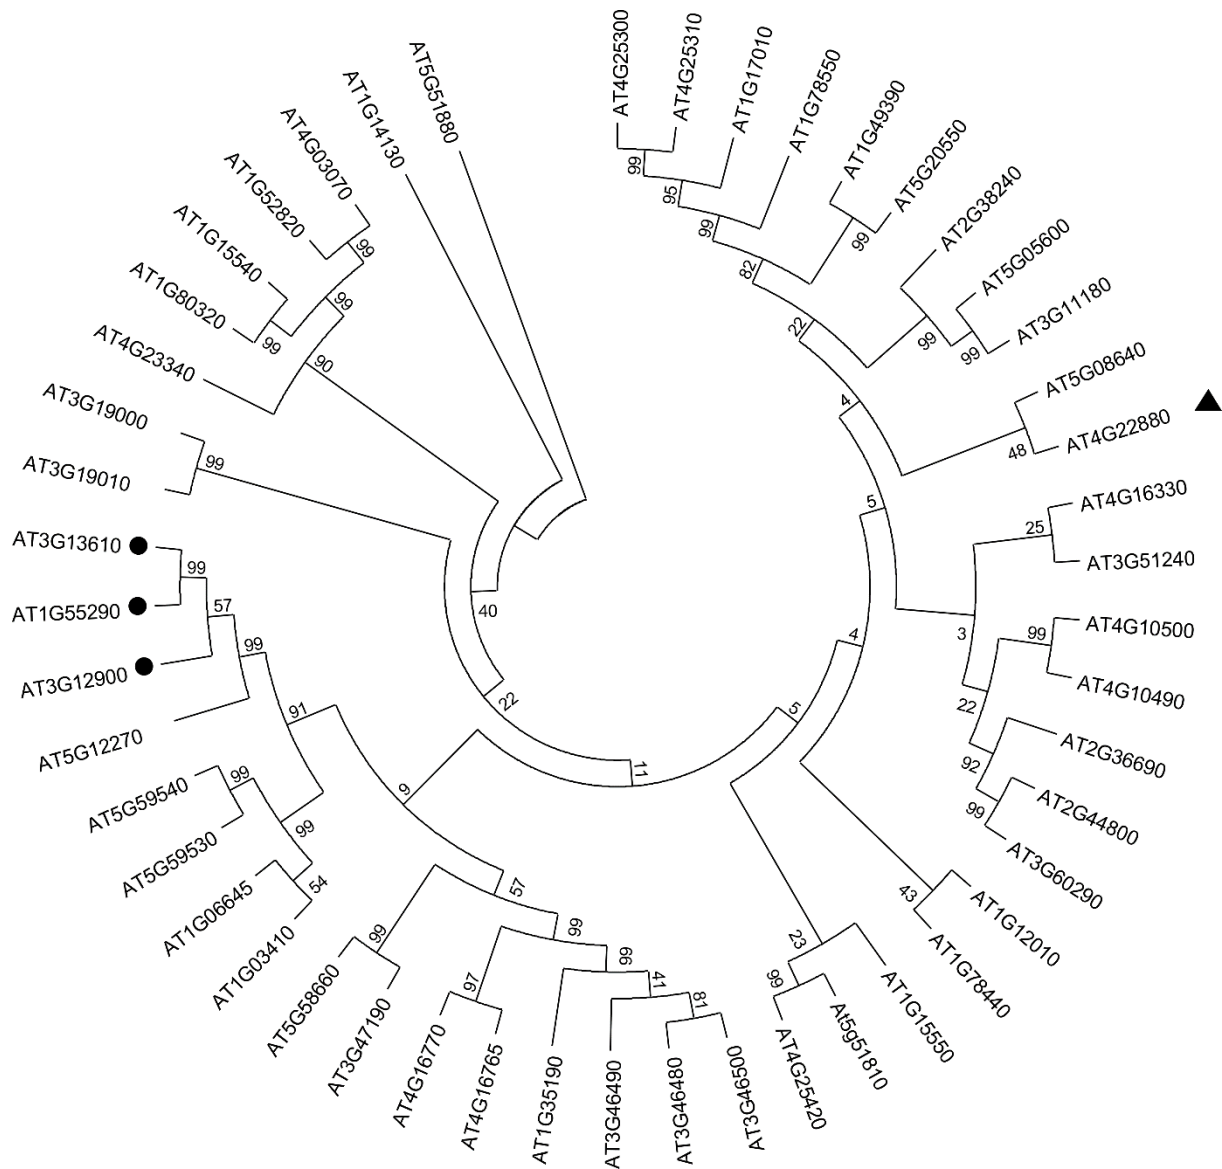 AT4G25300
AT4G25310
AT1G17010
AT1G78550
AT1G49390
AT5G20550
AT2G38240
AT5G05600
AT3G11180
AT5G08640
AT4G22880
AT4G16330
AT3G51240
AT4G10500
AT4G10490
AT2G36690
AT2G44800
AT3G60290
AT1G12010
AT1G78440
AT1G15550
At5g51810
AT4G25420
AT3G46500
AT3G46480
AT3G46490
AT1G35190
AT4G16765
AT4G16770
AT3G47190
AT5G58660
AT1G03410
AT1G06645
AT5G59530
AT5G59540
AT5G12270
AT3G12900
AT1G55290
AT3G13610
AT3G19010
AT3G19000
AT4G23340
AT1G80320
AT1G15540
AT1G52820
AT4G03070
AT1G14130
AT5G51880
99
95
99
82
99
22
99
99
4
48
5
25
3
99
22
92
99
4
43
5
23
99
11
81
41
99
99
97
57
99
9
54
99
99
91
99
57
99
22
40
99
90
99
99
99